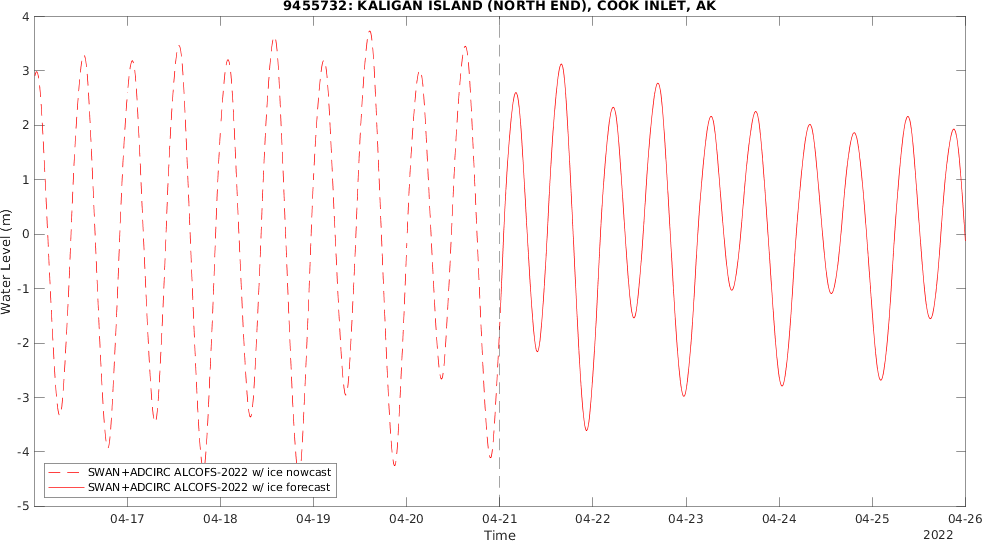 9455732: KALIGAN ISLAND (NORTH END), COOK INLET, AK
4
3
2
1
0
-1
-2
-3
-4
-5
Water Level (m)
SWAN+ADCIRC ALCOFS-2022 w/ ice nowcast
SWAN+ADCIRC ALCOFS-2022 w/ ice forecast
04-17 04-18 04-19 04-20 04-21 04-22 04-23 04-24 04-25 04-26
Time
2022